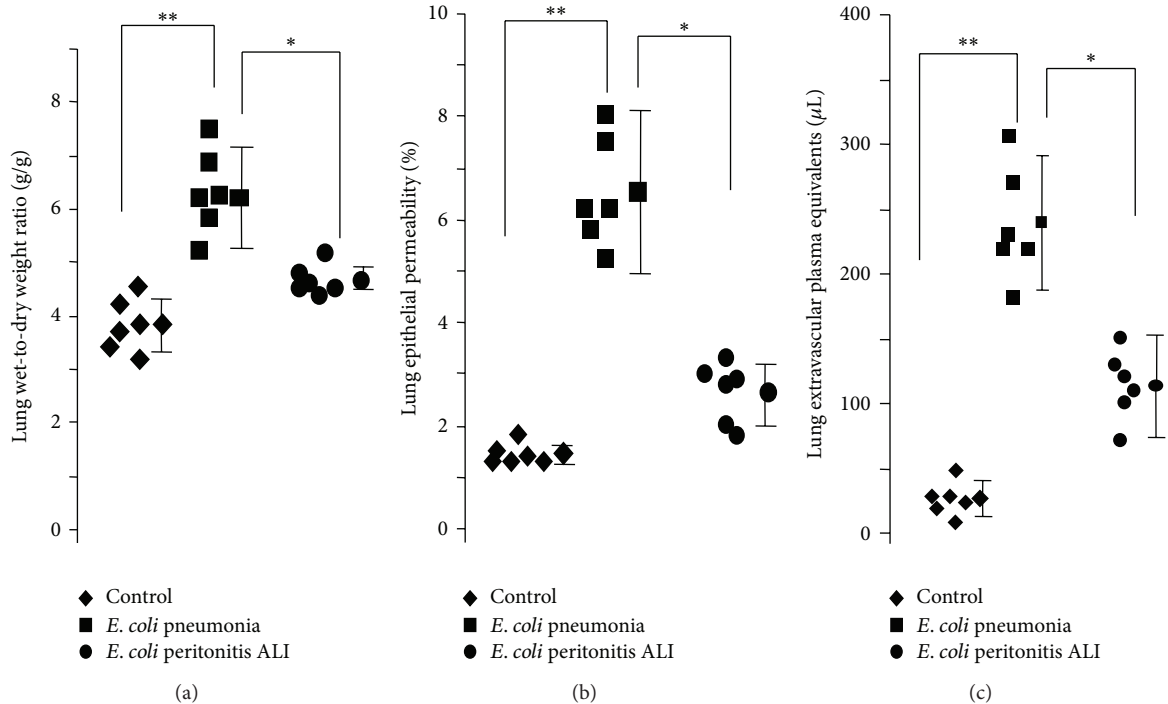 **
*
8
6
4
2
0
Lung wet-to-dry weight ratio (g/g)
Control
E. coli pneumonia
E. coli peritonitis ALI
(a)
**
*
10
8
6
4
2
0
Lung epithelial permeability (%)
Control
E. coli pneumonia
E. coli peritonitis ALI
(b)
**
*
400
300
200
100
0
Lung extravascular plasma equivalents (μL)
Control
E. coli pneumonia
E. coli peritonitis ALI
(c)